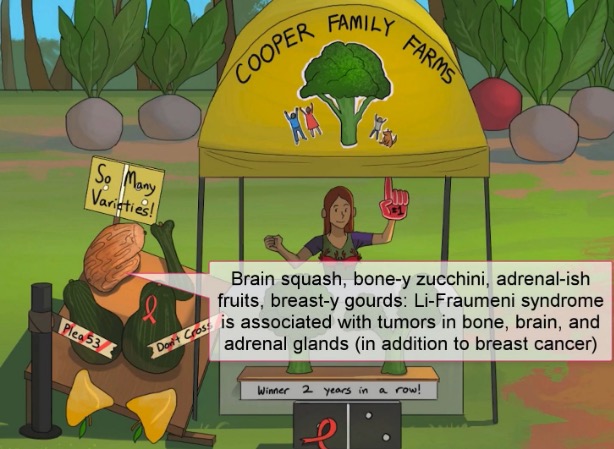 COOPER FAMILY FARMS
#1
So Many
Varieties!
Brain squash, bone-y zucchini, adrenal-ish
fruits, breast-y gourds: Li-Fraumeni syndrome
is associated with tumors in bone, brain, and
adrenal glands (in addition to breast cancer)
Plea53
Don't Cross
Winner 2 years in a row!